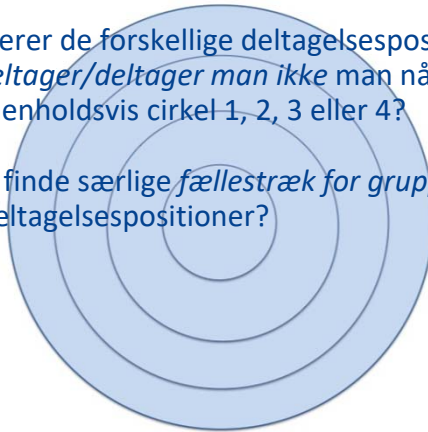 erer de forskellige deltagelsespos
eltager/deltager man ikke man nå
enholdsvis cirkel 1, 2, 3 eller 4?
finde særlige fællestræk for grup
eltagelsespositioner?